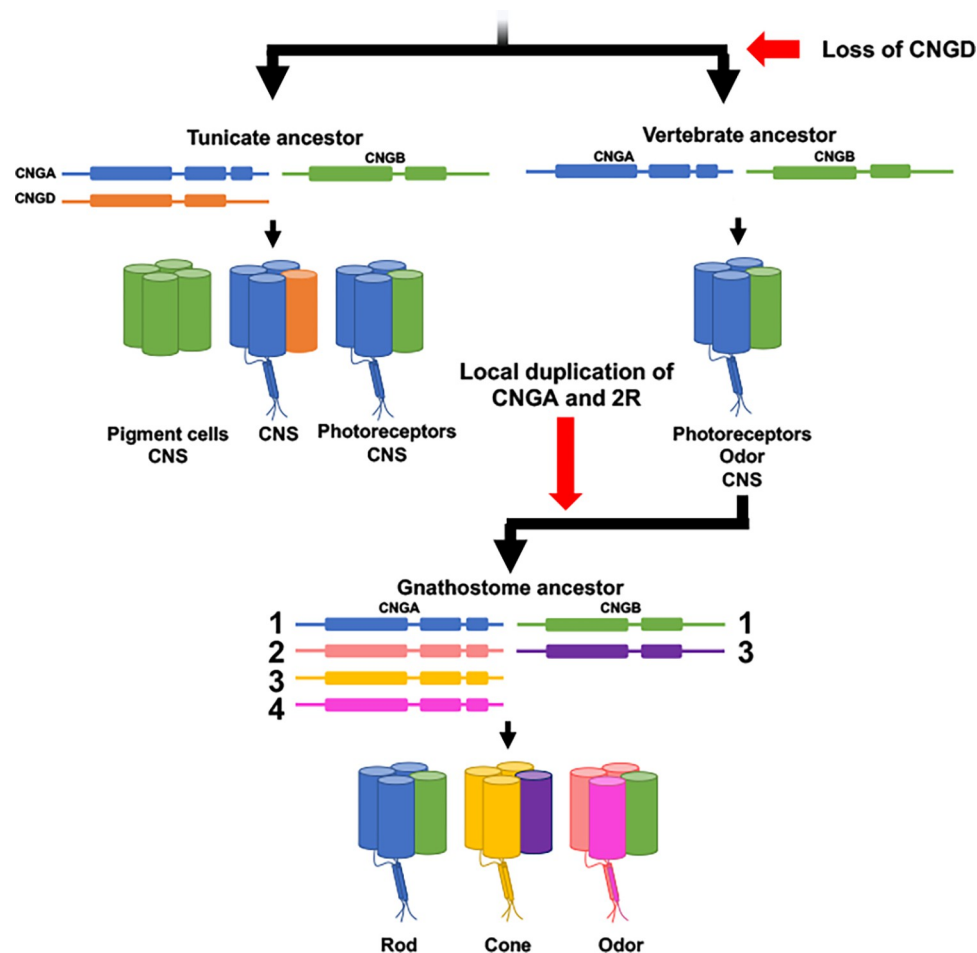 Loss of CNGD
Tunicate ancestor
CNGA
CNGB
CNGD
Vertebrate ancestor
CNGA
CNGB
Pigment cells
CNS
CNS
Photoreceptors
CNS
Local duplication of
CNGA and 2R
Photoreceptors
Odor
CNS
Gnathostome ancestor
CNGA
CNGB
1
1
2
3
3
4
Rod
Cone
Odor